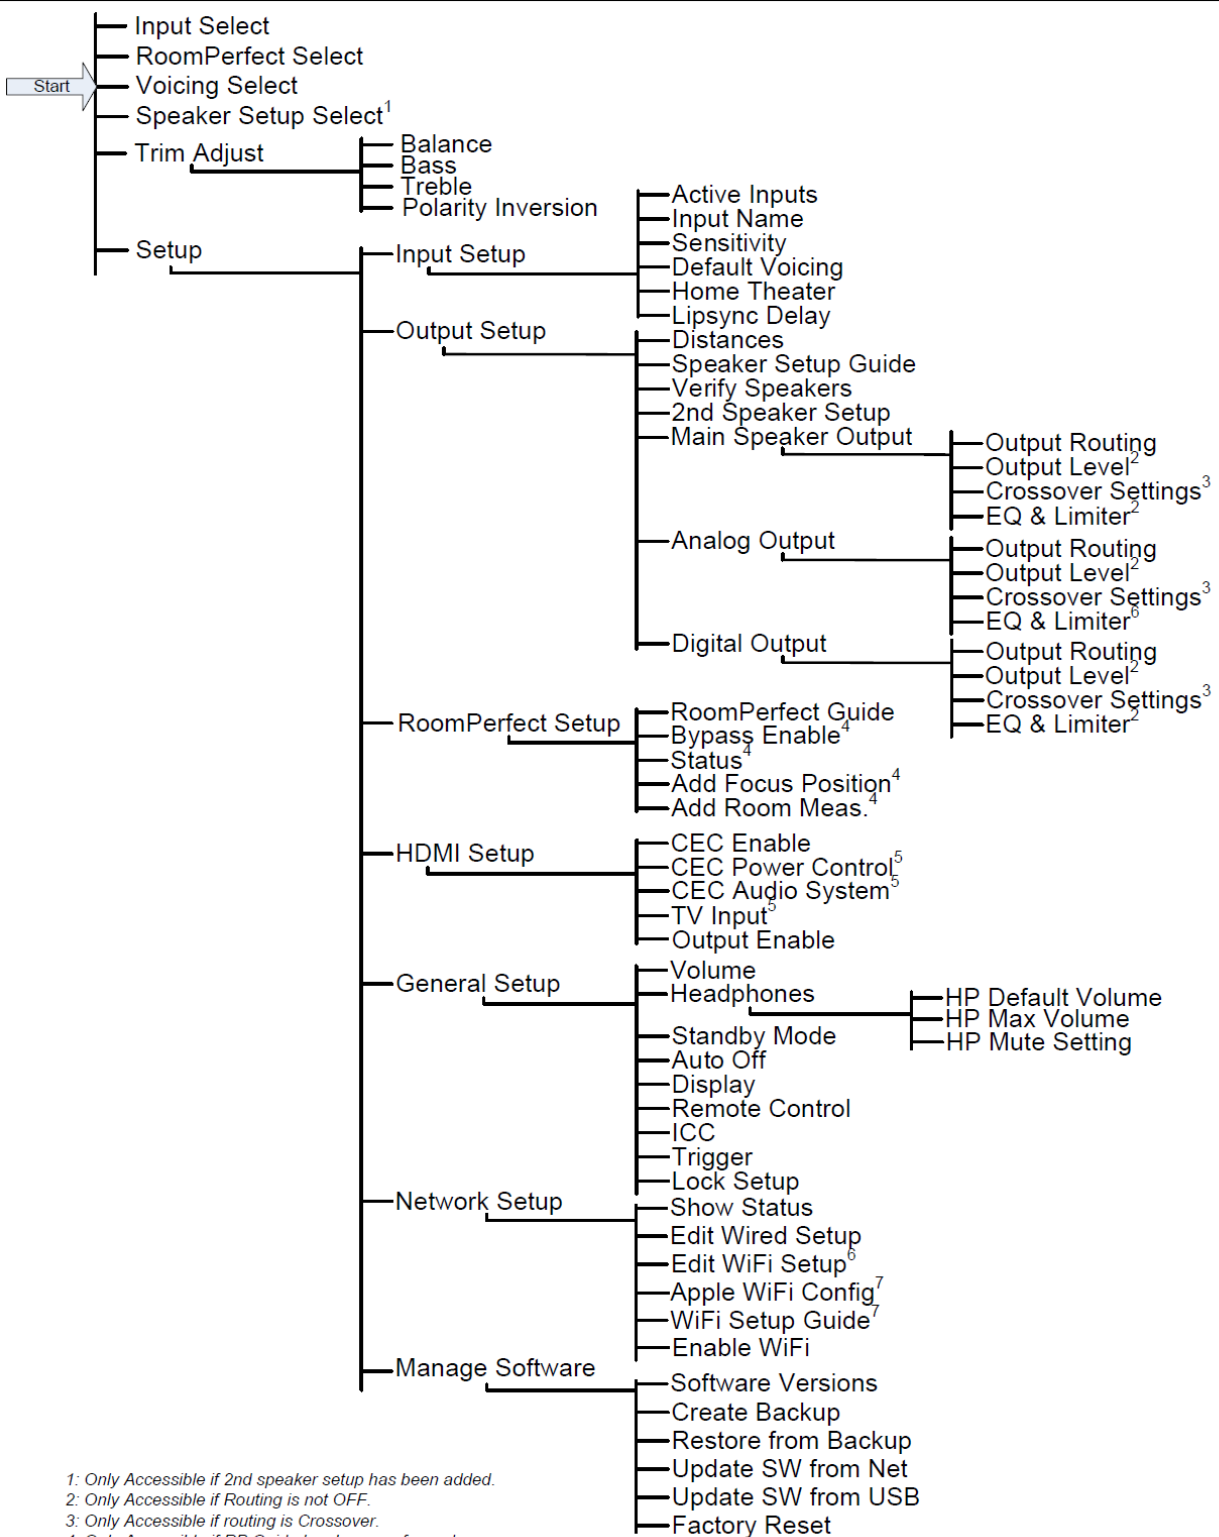 Input Select
RoomPerfect Select
Start
Voicing Select
Speaker Setup Select1
Trim Adjust
Balance
Bass
Treble
Polarity Inversion
Setup
Input Setup
Active Inputs
Input Name
Sensitivity
Default Voicing
Home Theater
Lipsync Delay
Output Setup
Distances
Speaker Setup Guide
Verify Speakers
2nd Speaker Setup
Main Speaker Output
Output Routing
Output Level2
Crossover Settings3
EQ & Limiter2
Analog Output
Output Routing
Output Level2
Crossover Settings3
EQ & Limiter6
Digital Output
Output Routing
Output Level2
Crossover Settings3
EQ & Limiter2
RoomPerfect Setup
RoomPerfect Guide
Bypass Enable4
Status4
Add Focus Position4
Add Room Meas.4
HDMI Setup
CEC Enable
CEC Power Control5
CEC Audio System5
TV Input5
Output Enable
General Setup
Volume
Headphones
HP Default Volume
HP Max Volume
HP Mute Setting
Standby Mode
Auto Off
Display
Remote Control
ICC
Trigger
Lock Setup
Network Setup
Show Status
Edit Wired Setup
Edit WiFi Setup6
Apple WiFi Config7
WiFi Setup Guide7
Enable WiFi
Manage Software
Software Versions
Create Backup
Restore from Backup
Update SW from Net
Update SW from USB
Factory Reset
1: Only Accessible if 2nd speaker setup has been added.
2: Only Accessible if Routing is not OFF.
3: Only Accessible if routing is Crossover.